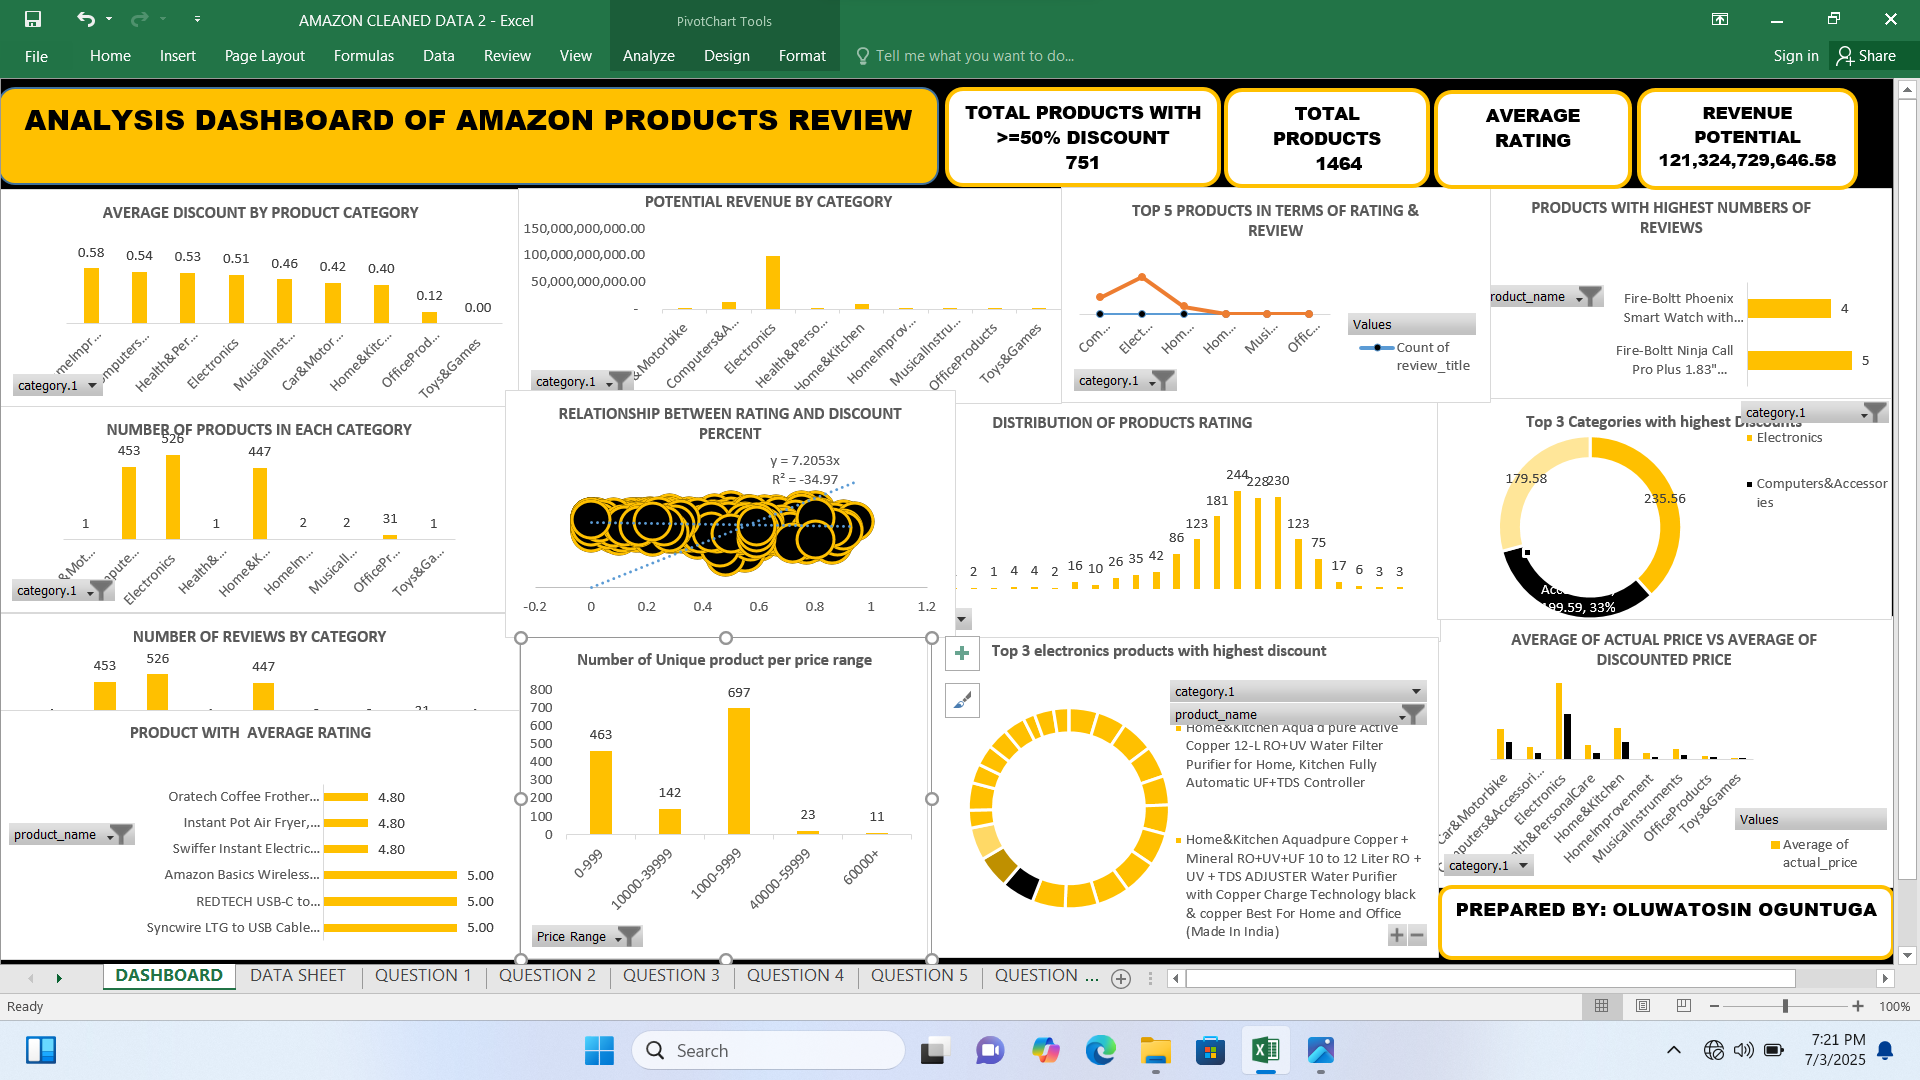 AMAZON CLEANED DATA 2 - Excel
PivotChart Tools
File Home Insert Page Layout Formulas Data Review View Analyze Design Format Tell me what you want to do... Sign in Share
ANALYSIS DASHBOARD OF AMAZON PRODUCTS REVIEW
TOTAL PRODUCTS WITH
>=50% DISCOUNT
751
TOTAL
PRODUCTS
1464
AVERAGE
RATING
REVENUE
POTENTIAL
121,324,729,646.58
AVERAGE DISCOUNT BY PRODUCT CATEGORY
0.58 0.54 0.53 0.51 0.46 0.42 0.40 0.12 0.00
omeImpr... omputers... Health&Per... Electronics MusicalInst... Car&Motor... Home&Kitc... OfficeProd... Toys&Games
category.1
POTENTIAL REVENUE BY CATEGORY
150,000,000,000.00
100,000,000,000.00
50,000,000,000.00
-
&Motorbike Computers&A... Electronics Health&Perso... Home&Kitchen HomeImprov... MusicalInstru... OfficeProducts Toys&Games
category.1
TOP 5 PRODUCTS IN TERMS OF RATING &
REVIEW
Com... Elect... Hom... Hom... Musi... Offic...
Values
Count of
review_title
category.1
PRODUCTS WITH HIGHEST NUMBERS OF
REVIEWS
roduct_name
Fire-Boltt Phoenix
Smart Watch with...
4
Fire-Boltt Ninja Call
Pro Plus 1.83"...
5
NUMBER OF PRODUCTS IN EACH CATEGORY
1 453 526 1 447 2 2 31 1
&Mot... mpute... Electronics Health&... Home&K... HomeIm... MusicalI... OfficePr... Toys&Ga...
category.1
RELATIONSHIP BETWEEN RATING AND DISCOUNT
PERCENT
y = 7.2053x
R² = -34.97
-0.2 0 0.2 0.4 0.6 0.8 1 1.2
DISTRIBUTION OF PRODUCTS RATING
2 1 4 4 2 16 10 26 35 42 86 123 181 244 228 230 123 75 17 6 3 3
Top 3 Categories with highest Discounts
category.1
Electronics
Computers&Accessor
ies
179.58
235.56
199.59, 33%
NUMBER OF REVIEWS BY CATEGORY
453 526 447
PRODUCT WITH AVERAGE RATING
Oratech Coffee Frother... 4.80
Instant Pot Air Fryer,... 4.80
Swiffer Instant Electric... 4.80
Amazon Basics Wireless... 5.00
REDTECH USB-C to... 5.00
Syncwire LTG to USB Cable... 5.00
product_name
Number of Unique product per price range
800
700
600
500
400
300
200
100
0
463 142 697 23 11
0-999 10000-39999 1000-9999 40000-59999 60000+
Price Range
Top 3 electronics products with highest discount
category.1
product_name
Home&Kitchen Aqua d pure Active
Copper 12-L RO+UV Water Filter
Purifier for Home, Kitchen Fully
Automatic UF+TDS Controller
Home&Kitchen Aquadpure Copper +
Mineral RO+UV+UF 10 to 12 Liter RO +
UV + TDS ADJUSTER Water Purifier
with Copper Charge Technology black
& copper Best For Home and Office
(Made In India)
AVERAGE OF ACTUAL PRICE VS AVERAGE OF
DISCOUNTED PRICE
Car&Motorbike Computers&Accessori... Electronics Health&PersonalCare Home&Kitchen HomeImprovement MusicalInstruments OfficeProducts Toys&Games
Values
Average of
actual_price
category.1
PREPARED BY: OLUWATOSIN OGUNTUGA
DASHBOARD DATA SHEET QUESTION 1 QUESTION 2 QUESTION 3 QUESTION 4 QUESTION 5 QUESTION ...
Ready
100%
Search
7:21 PM
7/3/2025